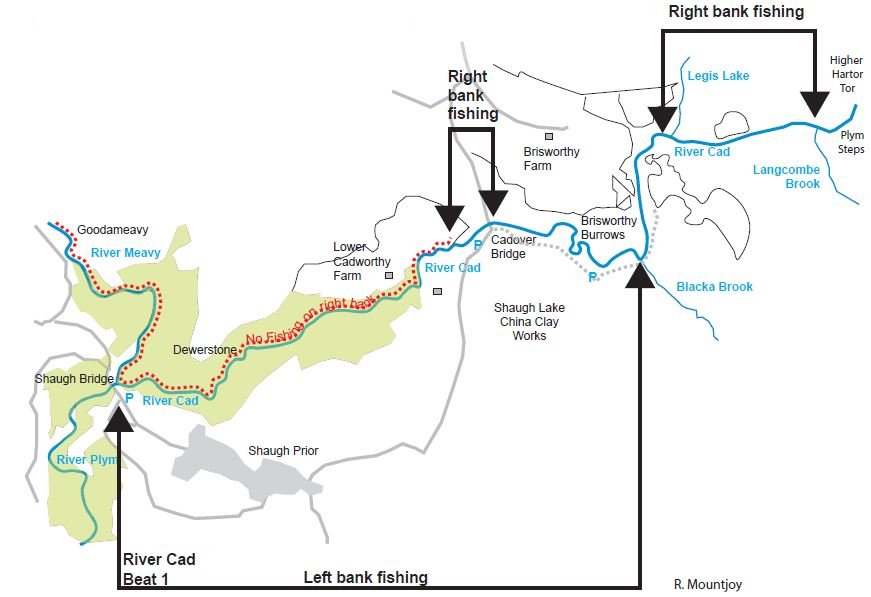 Right bank fishing
Higher
Hartor
Tor
Right
bank
fishing
Legis Lake
Plym
Steps
River Cad
Brisworthy
Farm
Langcombe
Brook
Goodameavy
River Meavy
Brisworthy
Burrows
P
Cadover
Bridge
Lower
Cadworthy
Farm
River Cad
P
Blacka Brook
No Fishing on right bank
Shaugh Lake
China Clay
Works
Dewerstone
Shaugh Bridge
P
River Cad
Shaugh Prior
River Plym
River Cad
Beat 1
Left bank fishing
R. Mountjoy